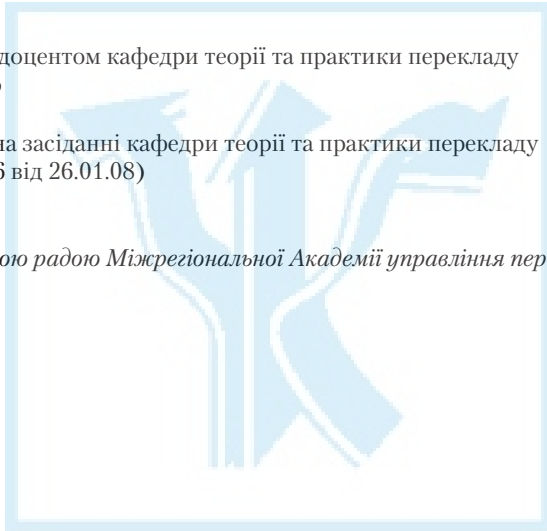 доцентом кафедри теорії та практики перекладу
на засіданні кафедри теорії та практики перекладу
6 від 26.01.08)
ою радою Міжрегіональної Академії управління пер